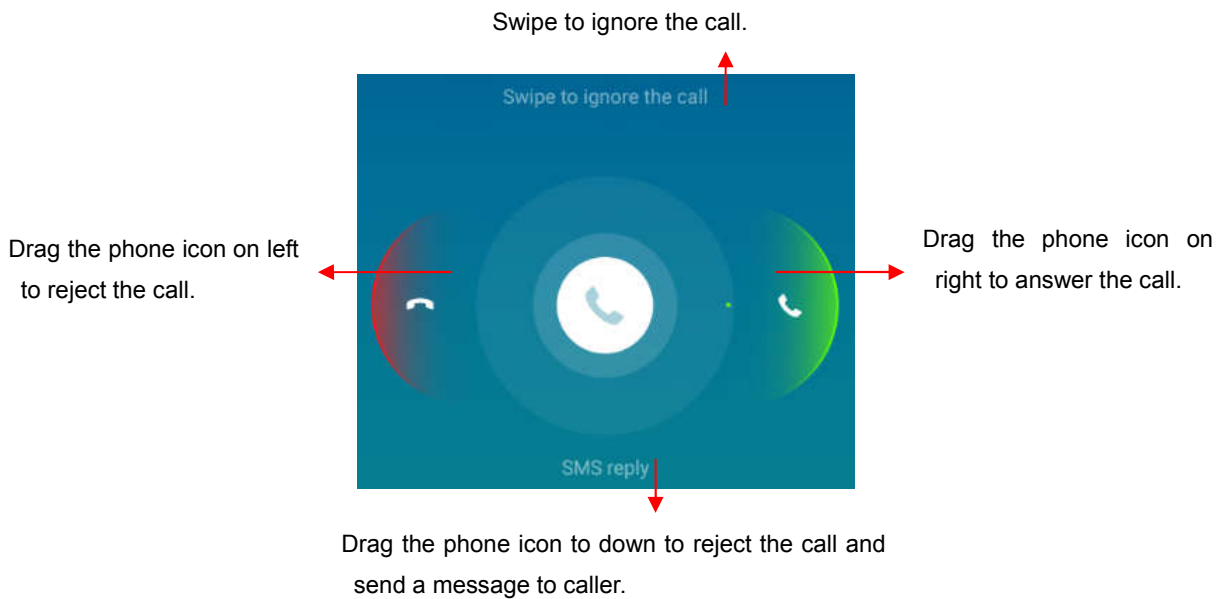 Swipe to ignore the call.
Swipe to ignore the call
Drag the phone icon on left
to reject the call.
Drag the phone icon on
right to answer the call.
SMS reply
Drag the phone icon to down to reject the call and
send a message to caller.